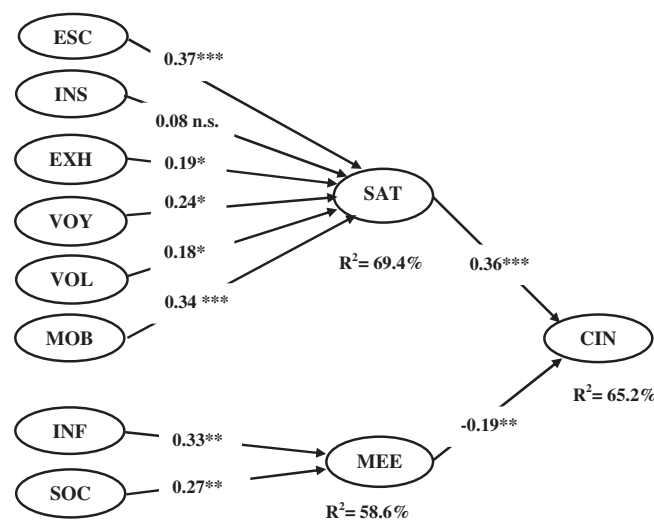 ESC
0.37***
INS
0.08 n.s.
EXH
0.19*
VOY
0.24*
SAT
VOL
0.18*
R²= 69.4%
0.36***
MOB
0.34 ***
CIN
R²= 65.2%
INF
0.33**
-0.19**
MEE
SOC
0.27**
R²= 58.6%